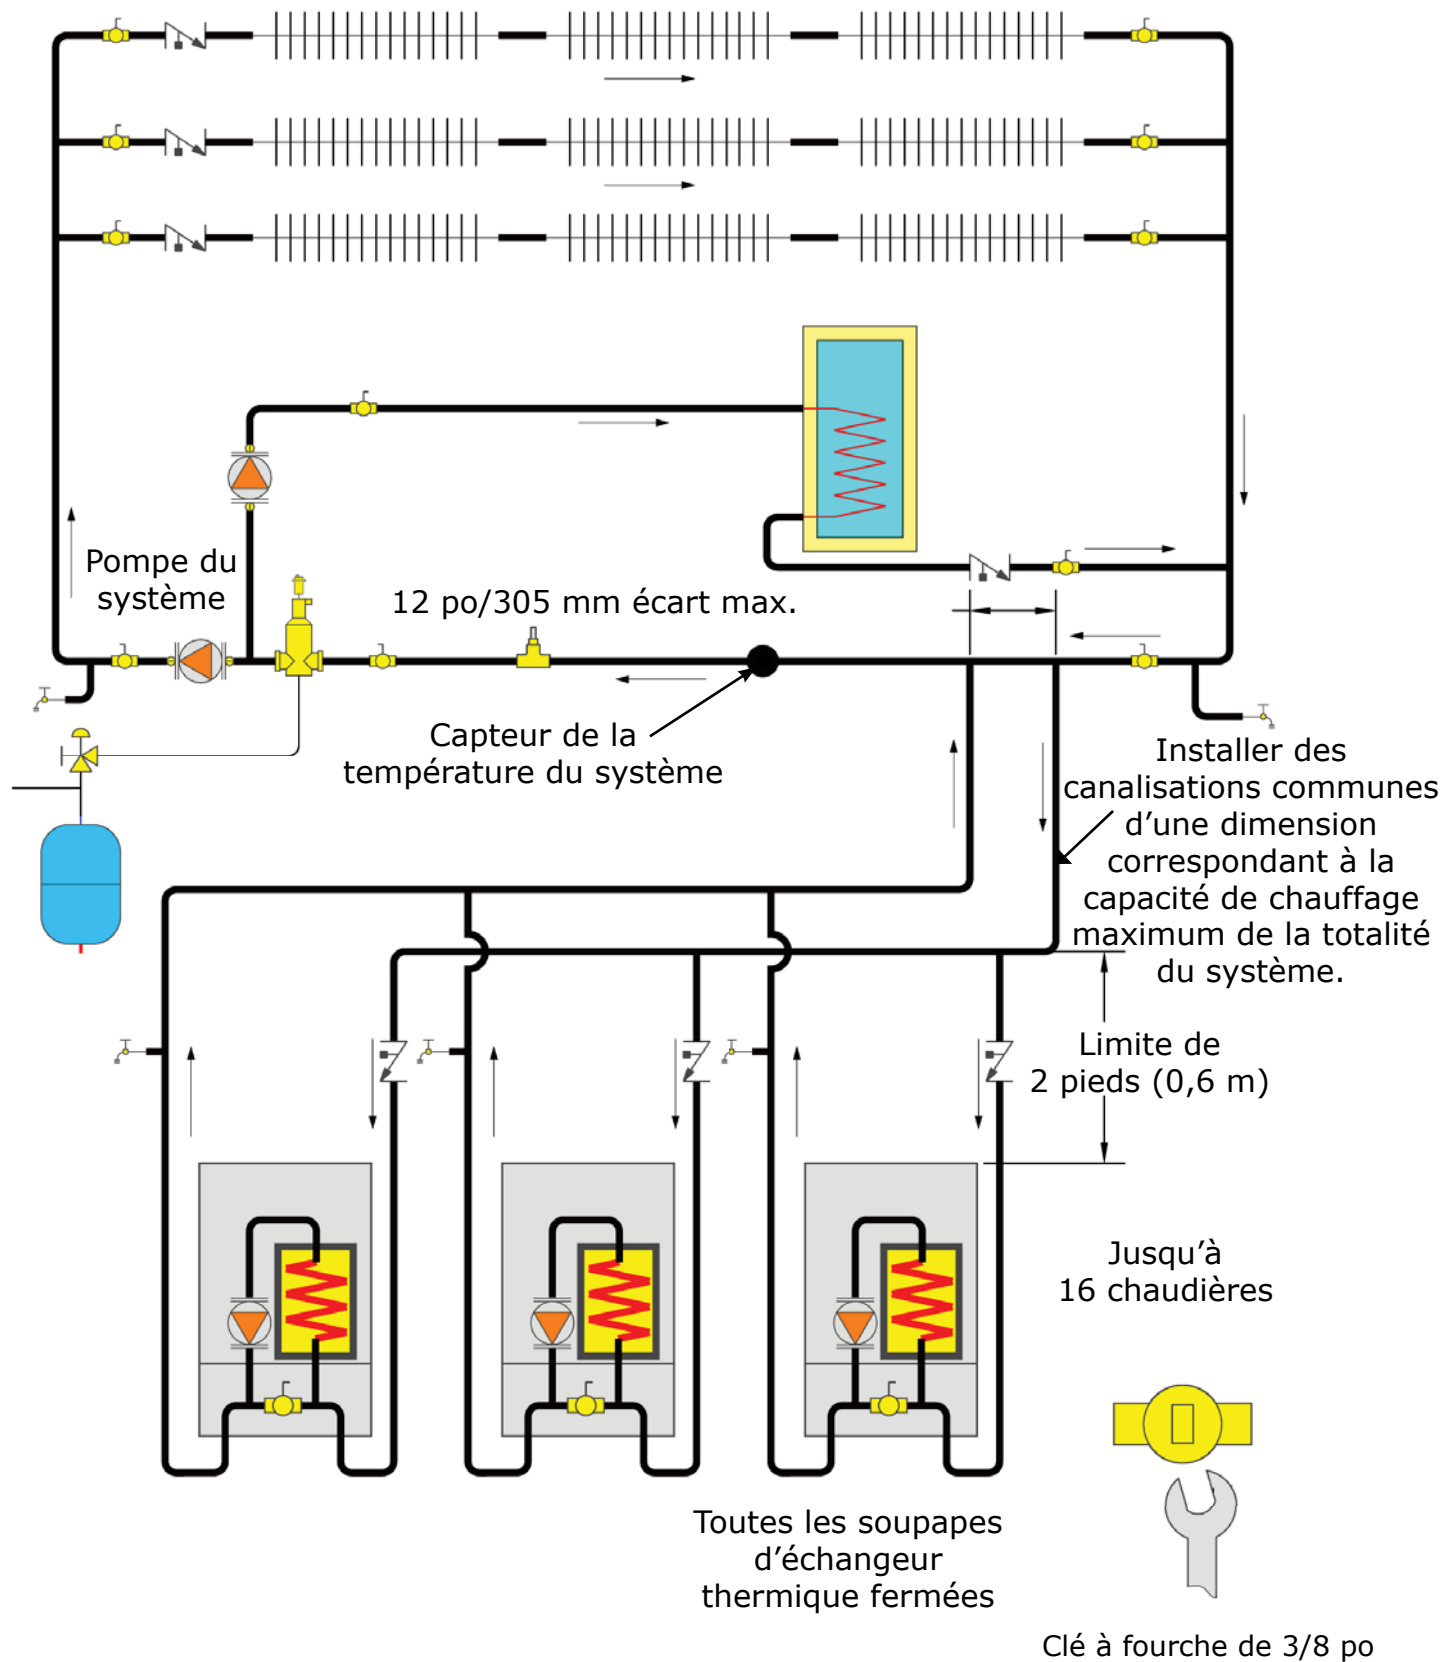 Pompe du
système
12 po/305 mm écart max.
Capteur de la
température du système
Installer des
canalisations communes
d’une dimension
correspondant à la
capacité de chauffage
maximum de la totalité
du système.
Limite de
2 pieds (0,6 m)
Jusqu’à
16 chaudières
Toutes les soupapes
d’échangeur
thermique fermées
Clé à fourche de 3/8 po